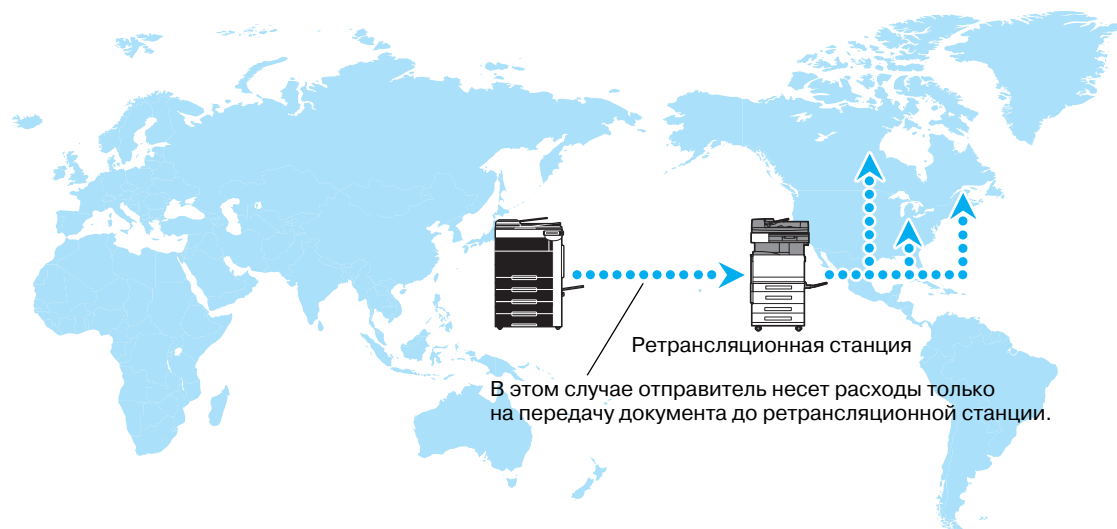 Ретрансляционная станция
В этом случае отправитель несет расходы только
на передачу документа до ретрансляционной станции.